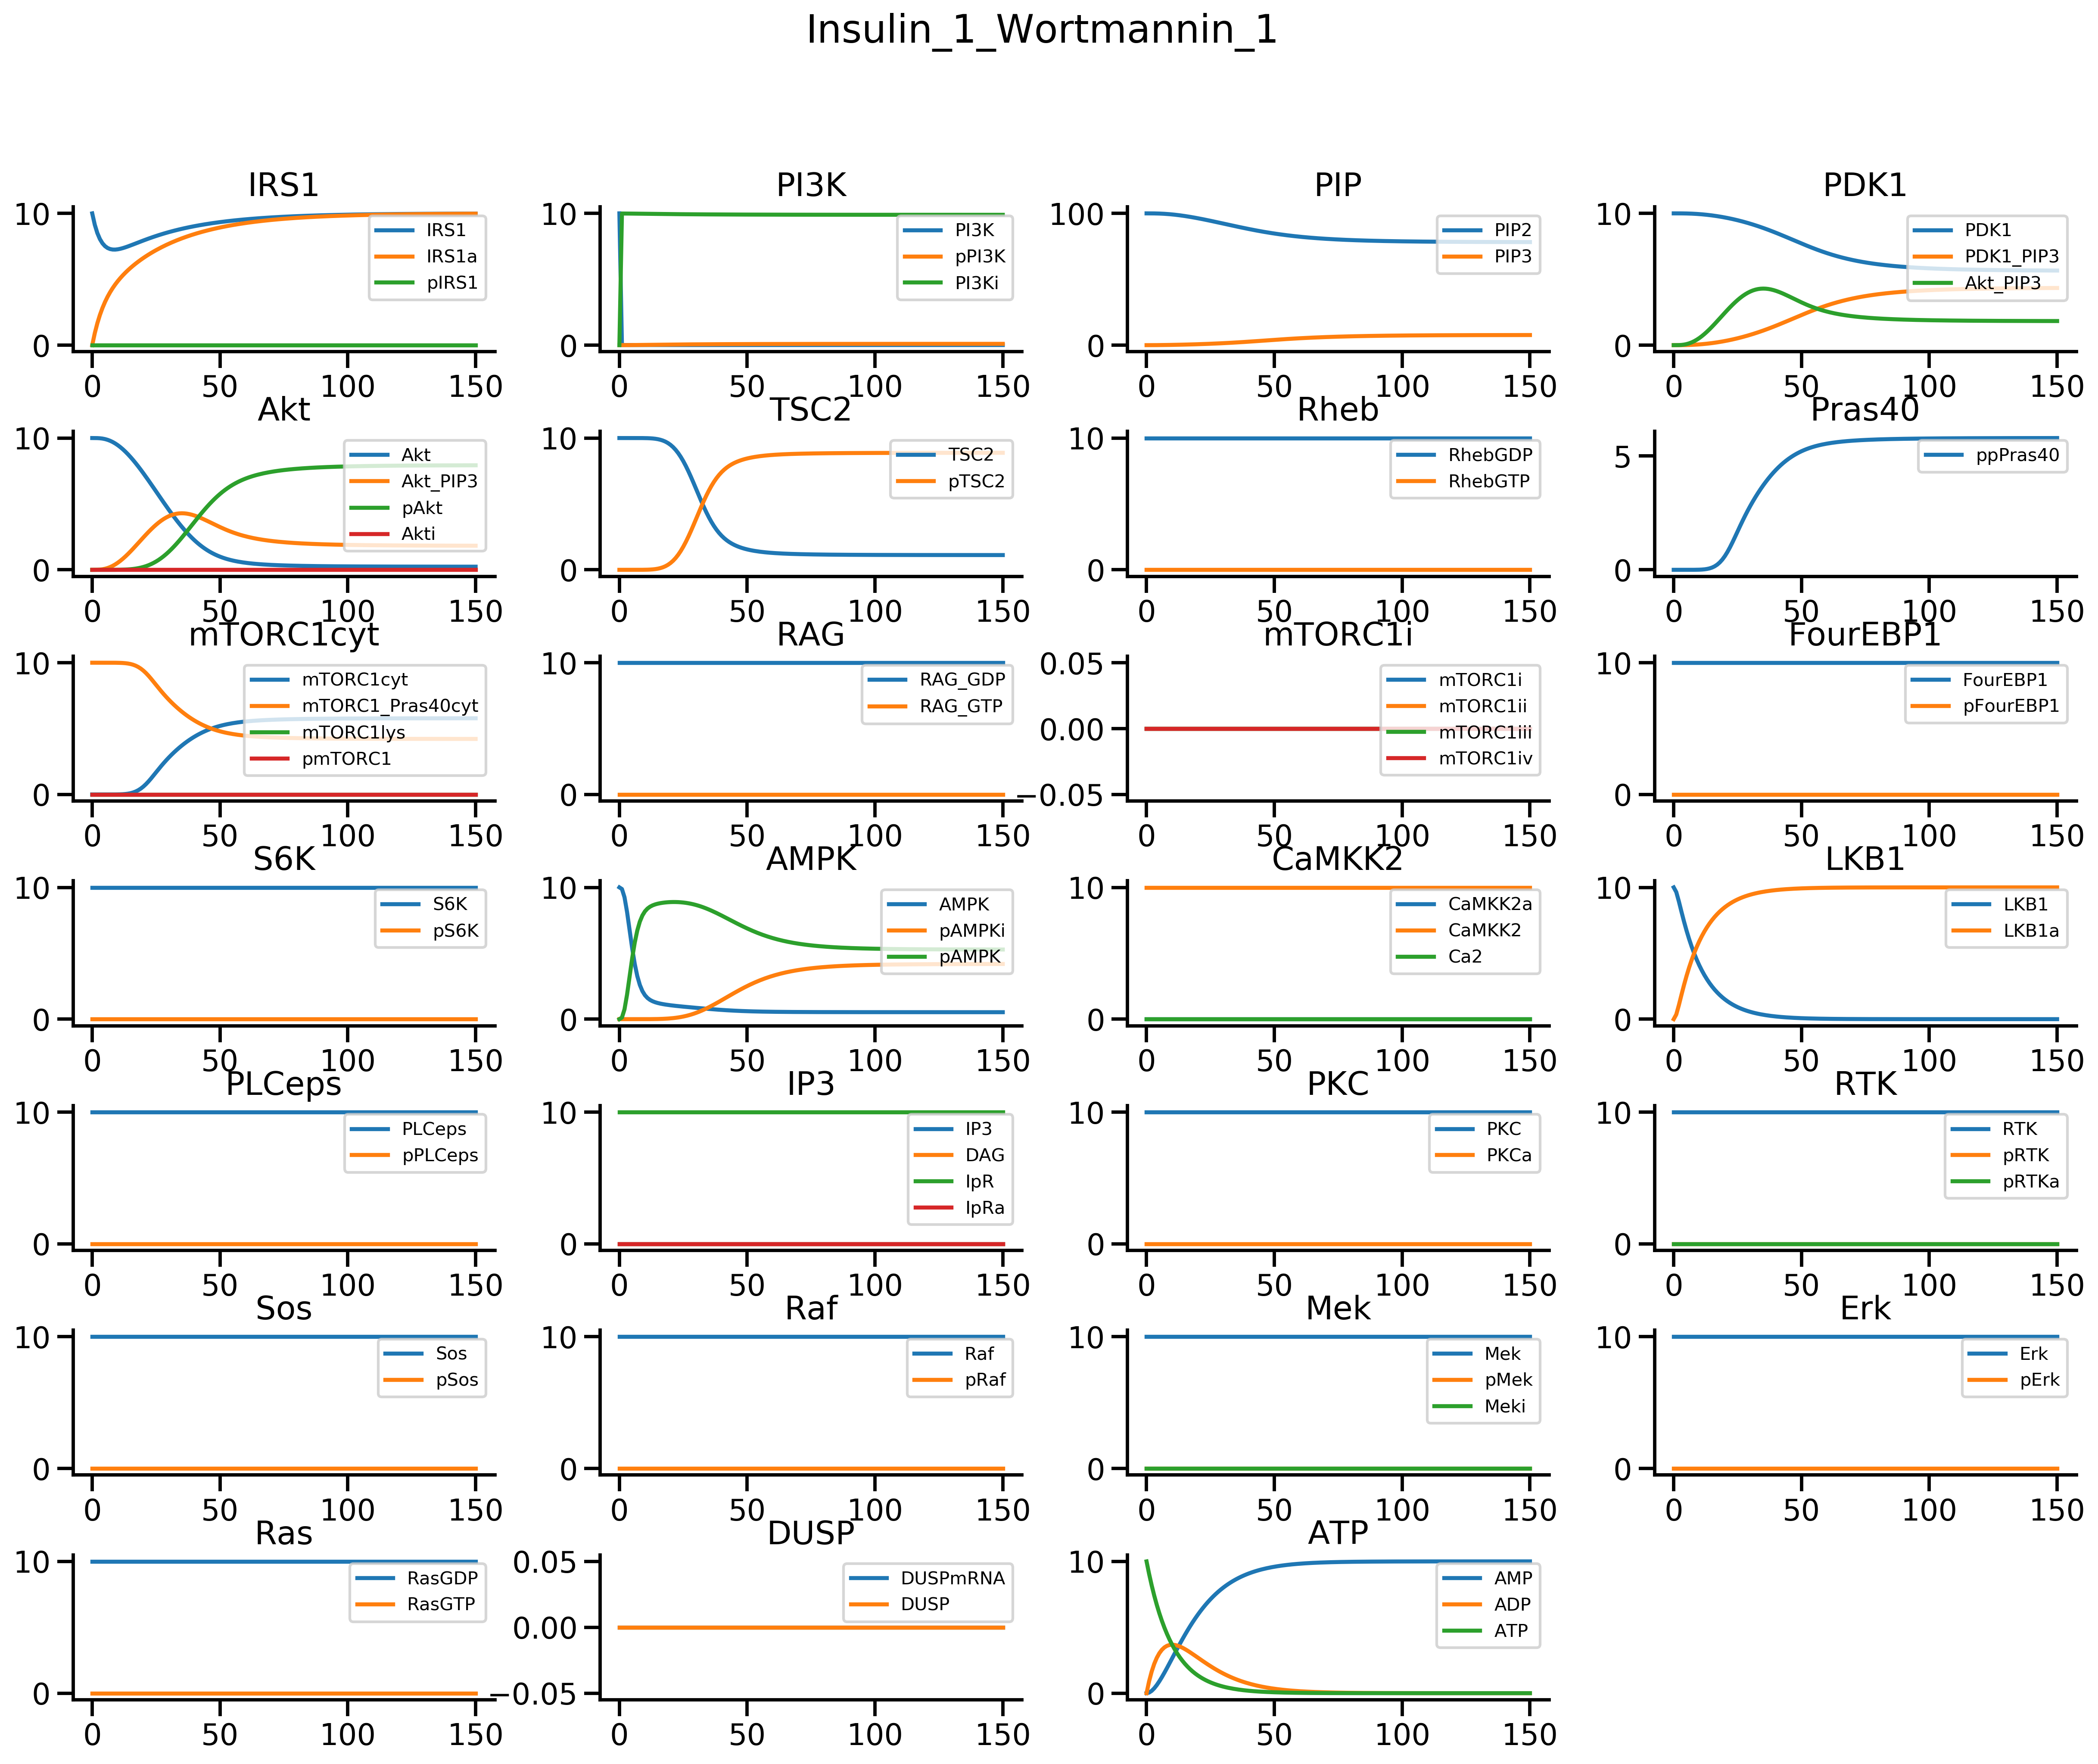 Insulin_1_Wortmannin_1
IRS1
10
0
0 50 100 150
IRS1
IRS1a
pIRS1
PI3K
10
0
0 50 100 150
PI3K
pPI3K
PI3Ki
PIP
100
0
0 50 100 150
PIP2
PIP3
PDK1
10
0
0 50 100 150
PDK1
PDK1_PIP3
Akt_PIP3
Akt
10
0
0 50 100 150
Akt
Akt_PIP3
pAkt
Akti
TSC2
10
0
0 50 100 150
TSC2
pTSC2
Rheb
10
0
0 50 100 150
RhebGDP
RhebGTP
Pras40
5
0
0 50 100 150
ppPras40
mTORC1cyt
10
0
0 50 100 150
mTORC1cyt
mTORC1_Pras40cyt
mTORC1lys
pmTORC1
RAG
10
0
0 50 100 150
RAG_GDP
RAG_GTP
mTORC1i
0.05
0.00
−0.05
0 50 100 150
mTORC1i
mTORC1ii
mTORC1iii
mTORC1iv
FourEBP1
10
0
0 50 100 150
FourEBP1
pFourEBP1
S6K
10
0
0 50 100 150
S6K
pS6K
AMPK
10
0
0 50 100 150
AMPK
pAMPKi
pAMPK
CaMKK2
10
0
0 50 100 150
CaMKK2a
CaMKK2
Ca2
LKB1
10
0
0 50 100 150
LKB1
LKB1a
PLCeps
10
0
0 50 100 150
PLCeps
pPLCeps
IP3
10
0
0 50 100 150
IP3
DAG
IpR
IpRa
PKC
10
0
0 50 100 150
PKC
PKCa
RTK
10
0
0 50 100 150
RTK
pRTK
pRTKa
Sos
10
0
0 50 100 150
Sos
pSos
Raf
10
0
0 50 100 150
Raf
pRaf
Mek
10
0
0 50 100 150
Mek
pMek
Meki
Erk
10
0
0 50 100 150
Erk
pErk
Ras
10
0
0 50 100 150
RasGDP
RasGTP
DUSP
0.05
0.00
−0.05
0 50 100 150
DUSPmRNA
DUSP
ATP
10
0
0 50 100 150
AMP
ADP
ATP